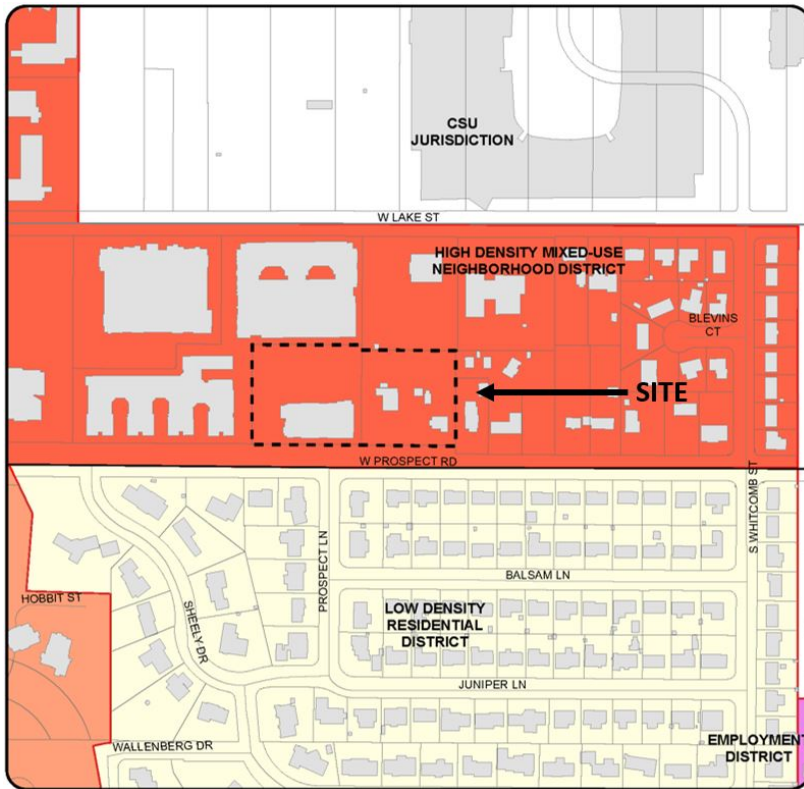 CSU
JURISDICTION
W LAKE ST
HIGH DENSITY MIXED-USE
NEIGHBORHOOD DISTRICT
BLEVINS
CT
SITE
W PROSPECT RD
S WHITCOMB ST
PROSPECT LN
BALSAM LN
HOBBIT ST
SHEELY DR
LOW DENSITY
RESIDENTIAL
DISTRICT
JUNIPER LN
WALLENBERG DR
EMPLOYMENT
DISTRICT